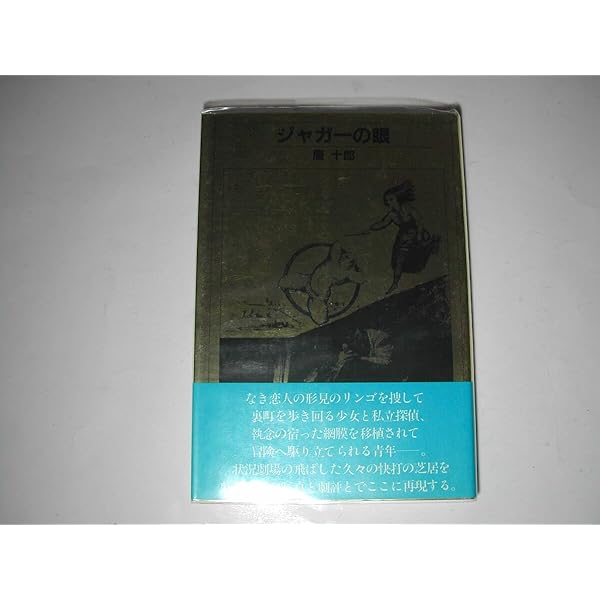 ジャガーの眼
唐 十郎
なき恋人の形見のリンゴを捜して
裏町を歩き回る少女と私立探偵、
執念の宿った網膜を移植されて
冒険へ駆り立てられる青年──。
状況劇場の飛ばした久々の快打の芝居を
と劇評とでここに再現する。